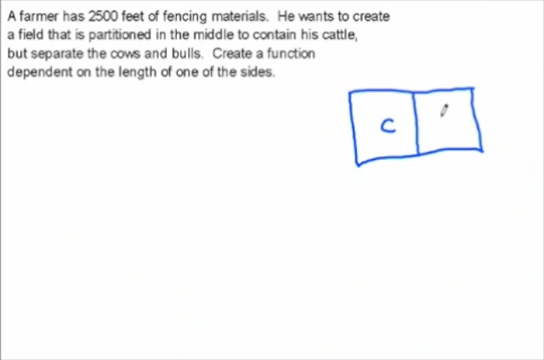 A farmer has 2500 feet of fencing materials. He wants to create
a field that is partitioned in the middle to contain his cattle,
but separate the cows and bulls. Create a function
dependent on the length of one of the sides.
C